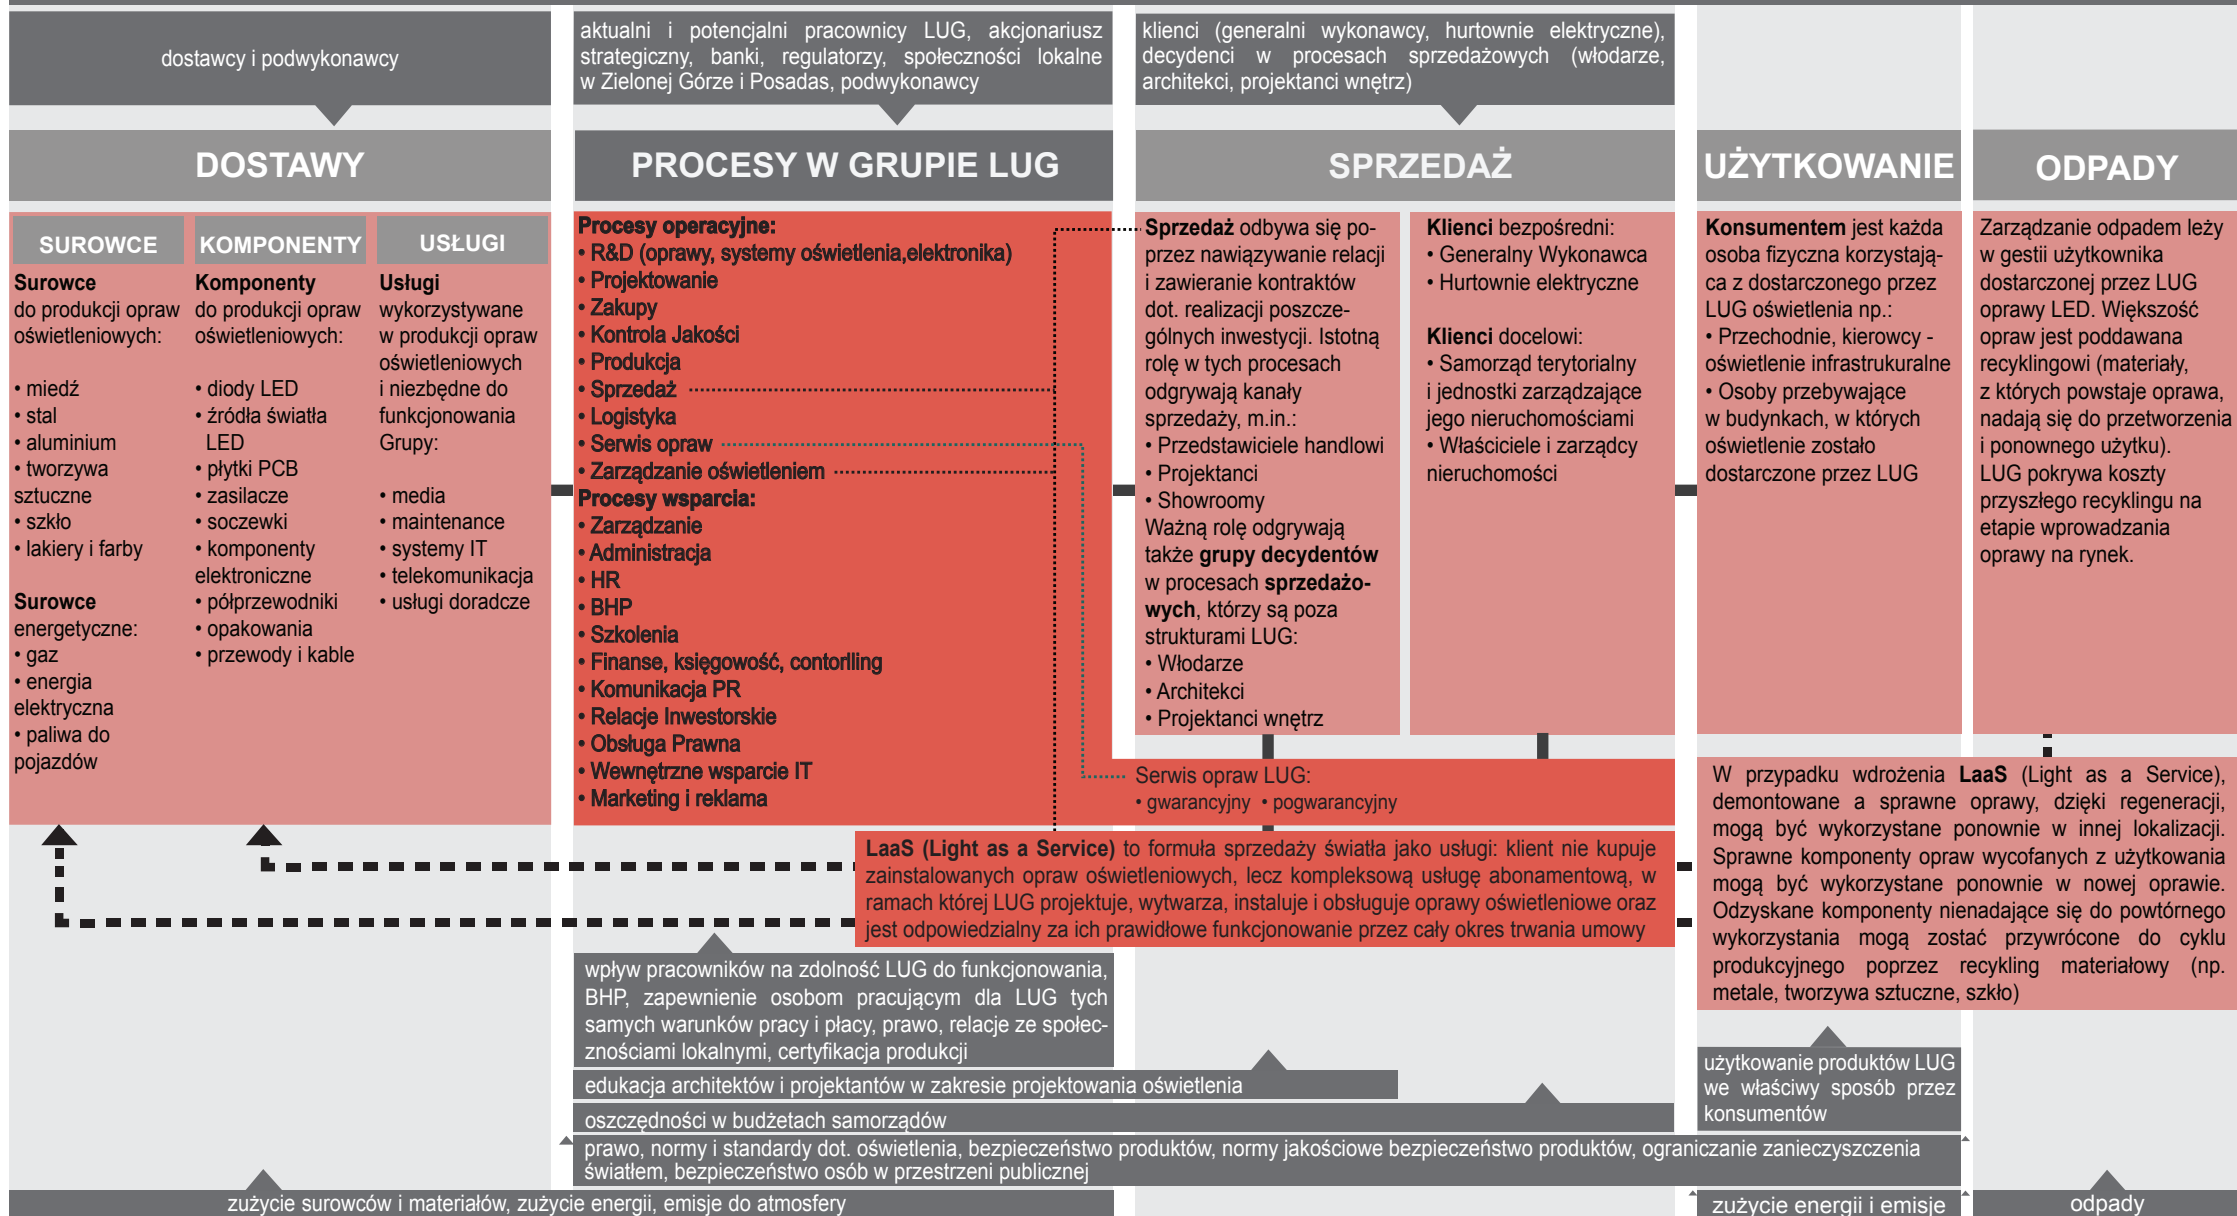 dostawcy i podwykonawcy
aktualni i potencjalni pracownicy LUG, akcjonariusz
strategiczny, banki, regulatorzy, społeczności lokalne
w Zielonej Górze i Posadas, podwykonawcy
klienci (generalni wykonawcy, hurtownie elektryczne),
decydenci w procesach sprzedażowych (włodarze,
architekci, projektanci wnętrz)
DOSTAWY
PROCESY W GRUPIE LUG
SPRZEDAŻ
UŻYTKOWANIE
ODPADY
SUROWCE
Surowce
do produkcji opraw
oświetleniowych:
• miedź
• stal
• aluminium
• tworzywa
sztuczne
• szkło
• lakiery i farby
Surowce
energetyczne:
• gaz
• energia
elektryczna
• paliwa do
pojazdów
KOMPONENTY
Komponenty
do produkcji opraw
oświetleniowych:
• diody LED
• źródła światła
LED
• płytki PCB
• zasilacze
• soczewki
• komponenty
elektroniczne
• półprzewodniki
• opakowania
• przewody i kable
USŁUGI
Usługi
wykorzystywane
w produkcji opraw
oświetleniowych
i niezbędne do
funkcjonowania
Grupy:
• media
• maintenance
• systemy IT
• telekomunikacja
• usługi doradcze
Procesy operacyjne:
• R&D (oprawy, systemy oświetlenia,elektronika)
• Projektowanie
• Zakupy
• Kontrola Jakości
• Produkcja
• Sprzedaż
• Logistyka
• Serwis opraw
• Zarządzanie oświetleniem
Procesy wsparcia:
• Zarządzanie
• Administracja
• HR
• BHP
• Szkolenia
• Finanse, księgowość, contorlling
• Komunikacja PR
• Relacje Inwestorskie
• Obsługa Prawna
• Wewnętrzne wsparcie IT
• Marketing i reklama
Sprzedaż odbywa się po-
przez nawiązywanie relacji
i zawieranie kontraktów
dot. realizacji poszcze-
gólnych inwestycji. Istotną
rolę w tych procesach
odgrywają kanały
sprzedaży, m.in.:
• Przedstawiciele handlowi
• Projektanci
• Showroomy
Ważną rolę odgrywają
także grupy decydentów
w procesach sprzedażo-
wych, którzy są poza
strukturami LUG:
• Włodarze
• Architekci
• Projektanci wnętrz
Klienci bezpośredni:
• Generalny Wykonawca
• Hurtownie elektryczne
Klienci docelowi:
• Samorząd terytorialny
i jednostki zarządzające
jego nieruchomościami
• Właściciele i zarządcy
nieruchomości
Konsumentem jest każda
osoba fizyczna korzystają-
ca z dostarczonego przez
LUG oświetlenia np.:
• Przechodnie, kierowcy -
oświetlenie infrastrukuralne
• Osoby przebywające
w budynkach, w których
oświetlenie zostało
dostarczone przez LUG
Zarządzanie odpadem leży
w gestii użytkownika
dostarczonej przez LUG
oprawy LED. Większość
opraw jest poddawana
recyklingowi (materiały,
z których powstaje oprawa,
nadają się do przetworzenia
i ponownego użytku).
LUG pokrywa koszty
przyszłego recyklingu na
etapie wprowadzania
oprawy na rynek.
Serwis opraw LUG:
• gwarancyjny • pogwarancyjny
LaaS (Light as a Service) to formuła sprzedaży światła jako usługi: klient nie kupuje
zainstalowanych opraw oświetleniowych, lecz kompleksową usługę abonamentową, w
ramach której LUG projektuje, wytwarza, instaluje i obsługuje oprawy oświetleniowe oraz
jest odpowiedzialny za ich prawidłowe funkcjonowanie przez cały okres trwania umowy
W przypadku wdrożenia LaaS (Light as a Service),
demontowane a sprawne oprawy, dzięki regeneracji,
mogą być wykorzystane ponownie w innej lokalizacji.
Sprawne komponenty opraw wycofanych z użytkowania
mogą być wykorzystane ponownie w nowej oprawie.
Odzyskane komponenty nienadające się do powtórnego
wykorzystania mogą zostać przywrócone do cyklu
produkcyjnego poprzez recykling materiałowy (np.
metale, tworzywa sztuczne, szkło)
wpływ pracowników na zdolność LUG do funkcjonowania,
BHP, zapewnienie osobom pracującym dla LUG tych
samych warunków pracy i płacy, prawo, relacje ze społec-
znościami lokalnymi, certyfikacja produkcji
edukacja architektów i projektantów w zakresie projektowania oświetlenia
oszczędności w budżetach samorządów
użytkowanie produktów LUG
we właściwy sposób przez
konsumentów
prawo, normy i standardy dot. oświetlenia, bezpieczeństwo produktów, normy jakościowe bezpieczeństwo produktów, ograniczanie zanieczyszczenia
światłem, bezpieczeństwo osób w przestrzeni publicznej
zużycie surowców i materiałów, zużycie energii, emisje do atmosfery
zużycie energii i emisje
odpady